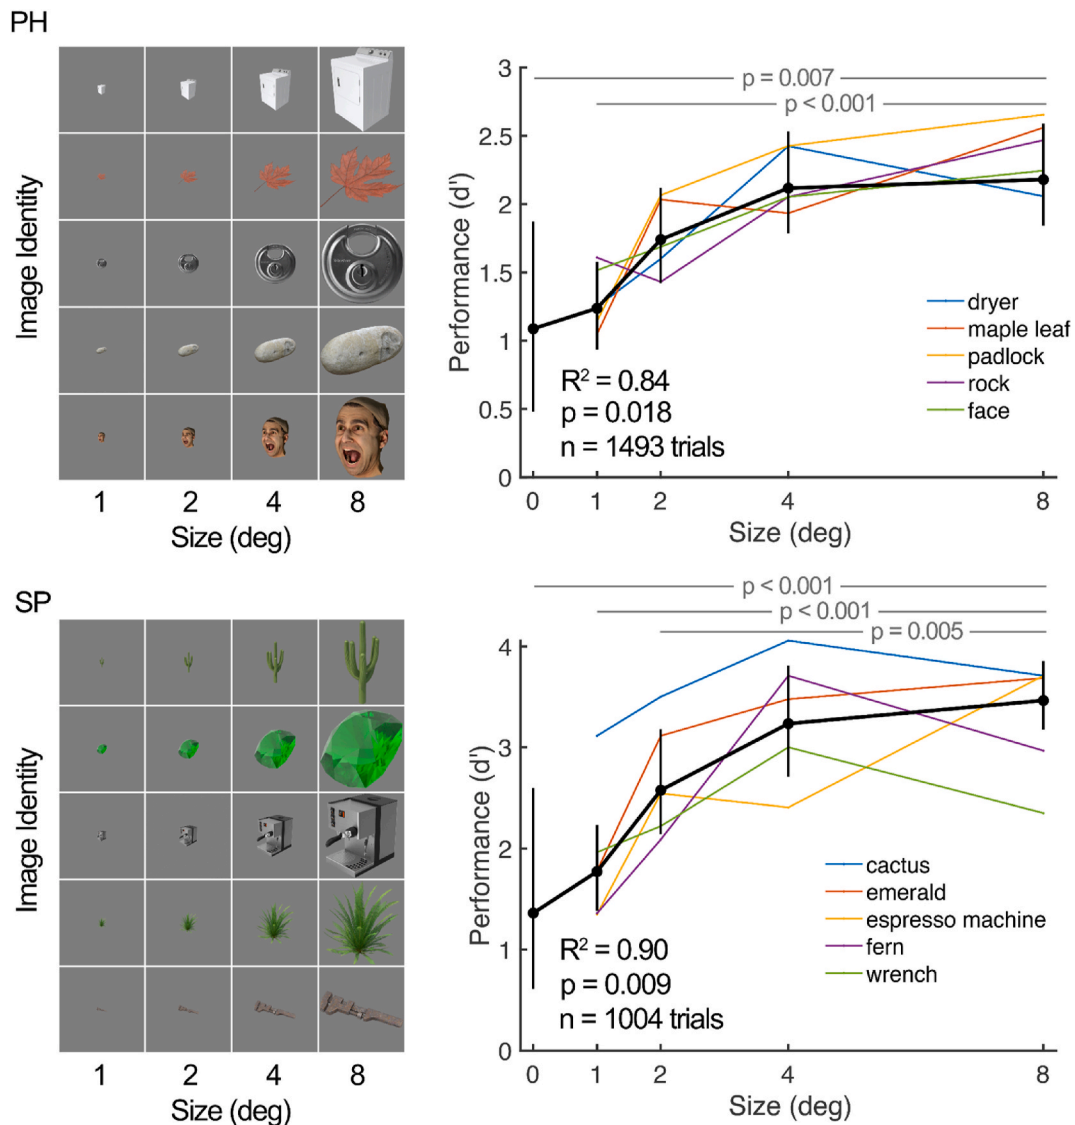 PH
Image Identity
1 2 4 8
Size (deg)
3
2.5
2
1.5
1
0.5
0
Performance (d')
p = 0.007
p < 0.001
dryer
maple leaf
padlock
rock
face
R² = 0.84
p = 0.018
n = 1493 trials
0 1 2 4 8
Size (deg)
SP
Image Identity
1 2 4 8
Size (deg)
p < 0.001
p < 0.001
p = 0.005
4
3
2
1
0
Performance (d')
cactus
emerald
espresso machine
fern
wrench
R² = 0.90
p = 0.009
n = 1004 trials
0 1 2 4 8
Size (deg)